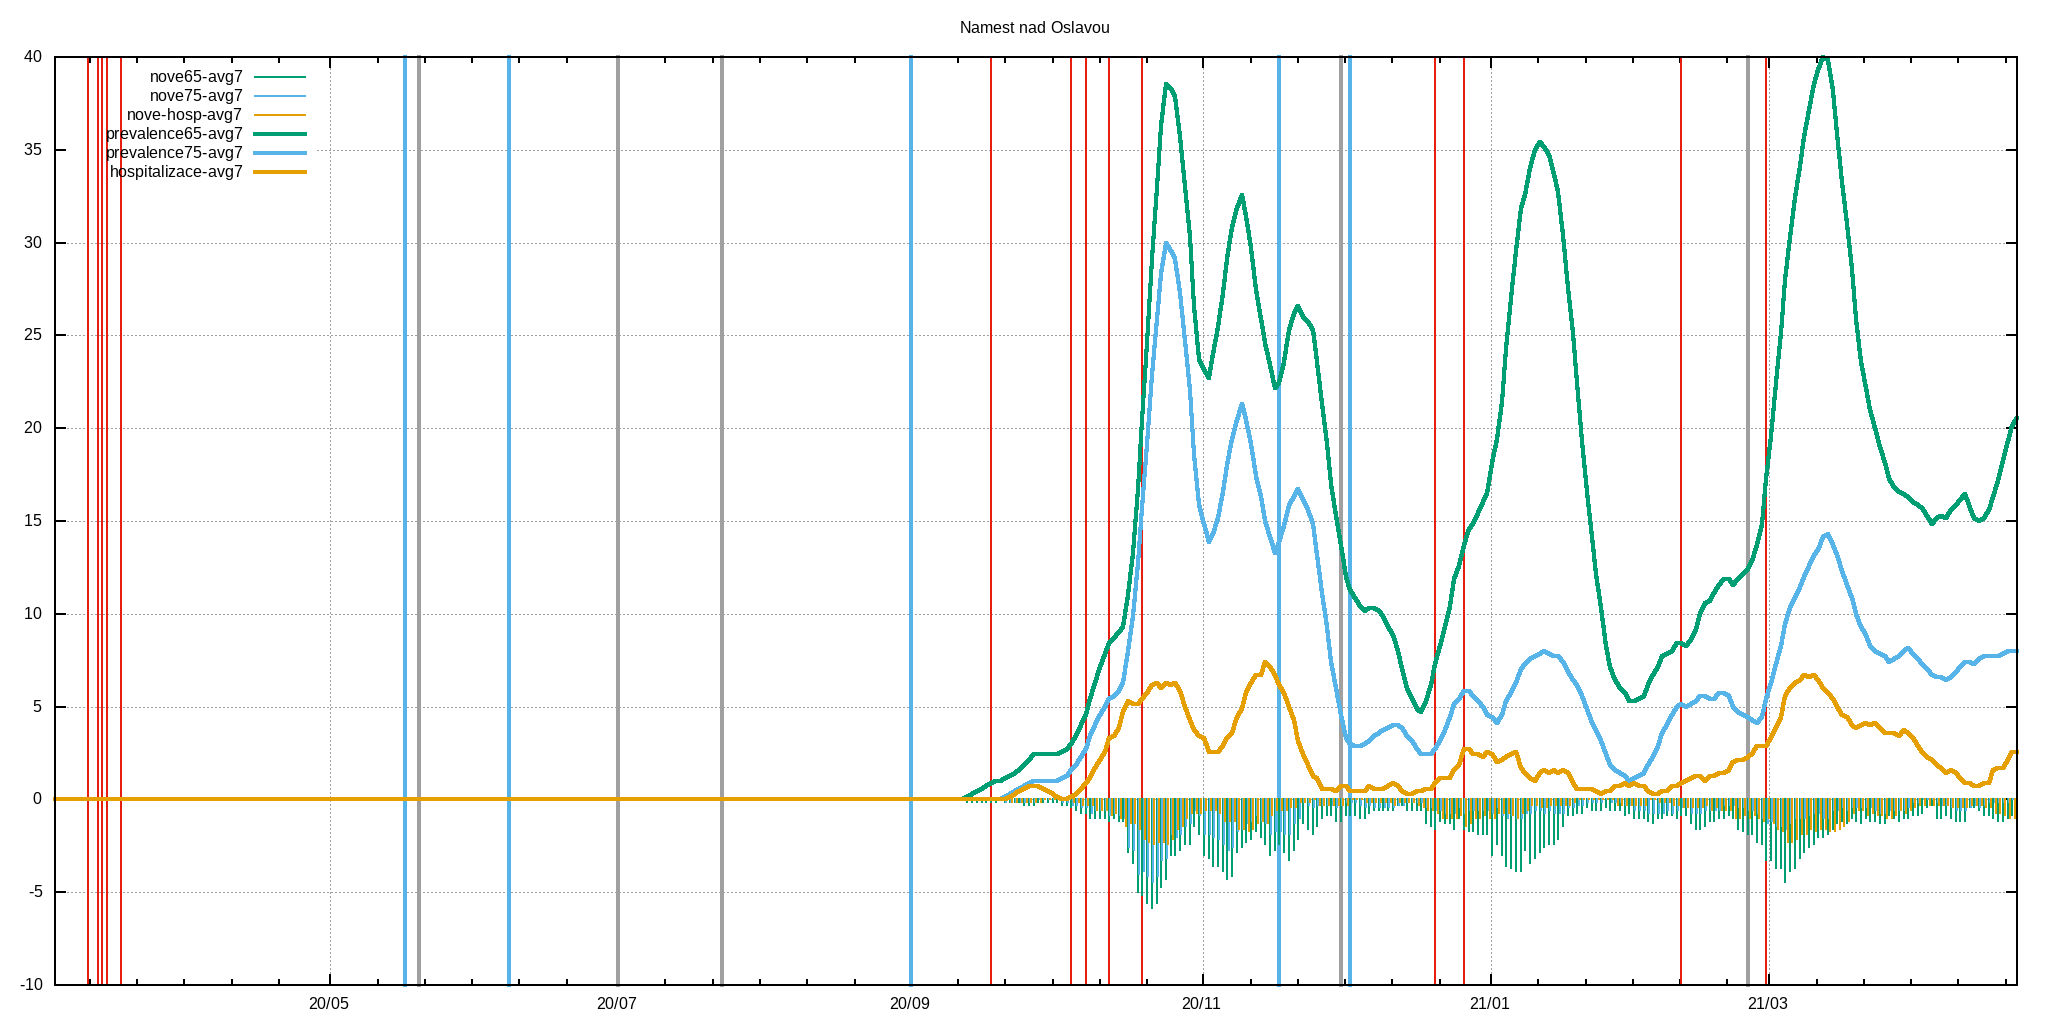 Namest nad Oslavou
40
35
30
25
20
15
10
5
0
-5
-10
nove65-avg7
nove75-avg7
nove-hosp-avg7
prevalence65-avg7
prevalence75-avg7
hospitalizace-avg7
20/05
20/07
20/09
20/11
21/01
21/03